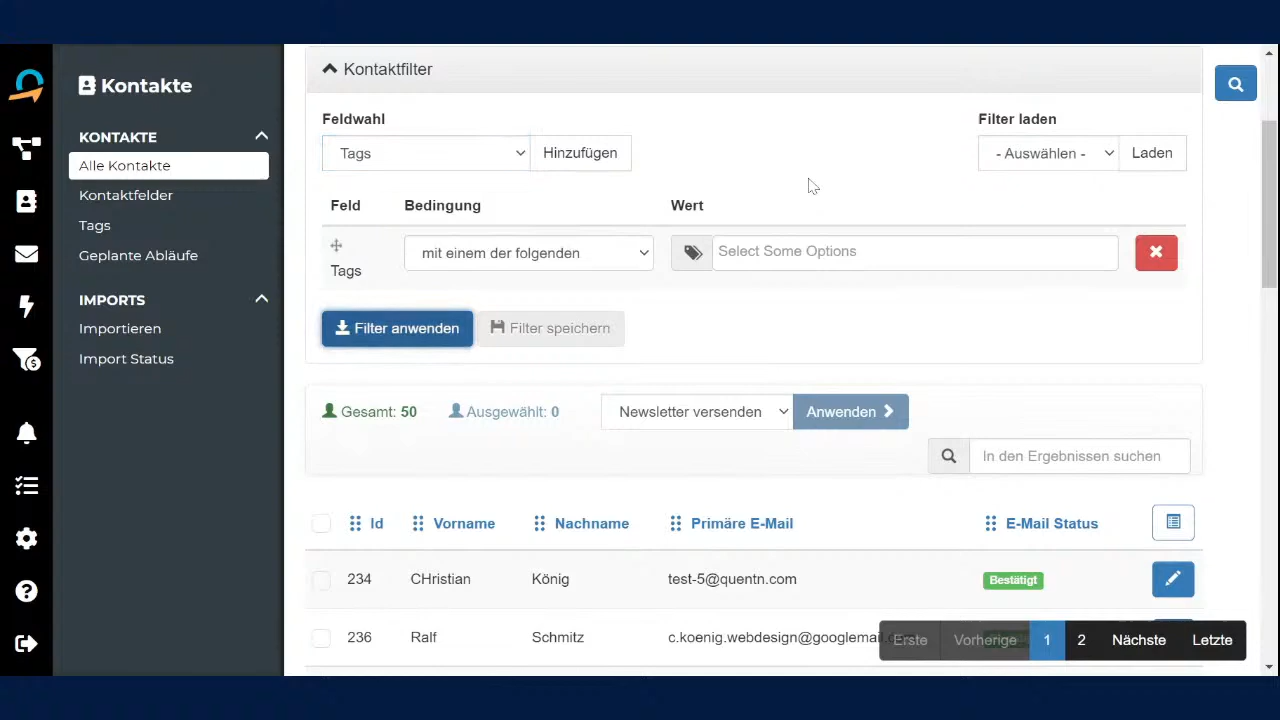 Kontakte
KONTAKTE
Alle Kontakte
Kontaktfelder
Tags
Geplante Abläufe
IMPORTS
Importieren
Import Status
Kontaktfilter
Feldwahl
Filter laden
Tags
Hinzufügen
- Auswählen -
Laden
Feld
Bedingung
Wert
Tags
mit einem der folgenden
Select Some Options
Filter anwenden
Filter speichern
Gesamt: 50
Ausgewählt: 0
Newsletter versenden
Anwenden
In den Ergebnissen suchen
Id
Vorname
Nachname
Primäre E-Mail
E-Mail Status
234
CHristian
König
test-5@quentn.com
Bestätigt
236
Ralf
Schmitz
c.koenig.webdesign@googlemail
Erste
Vorherige
1
2
Nächste
Letzte